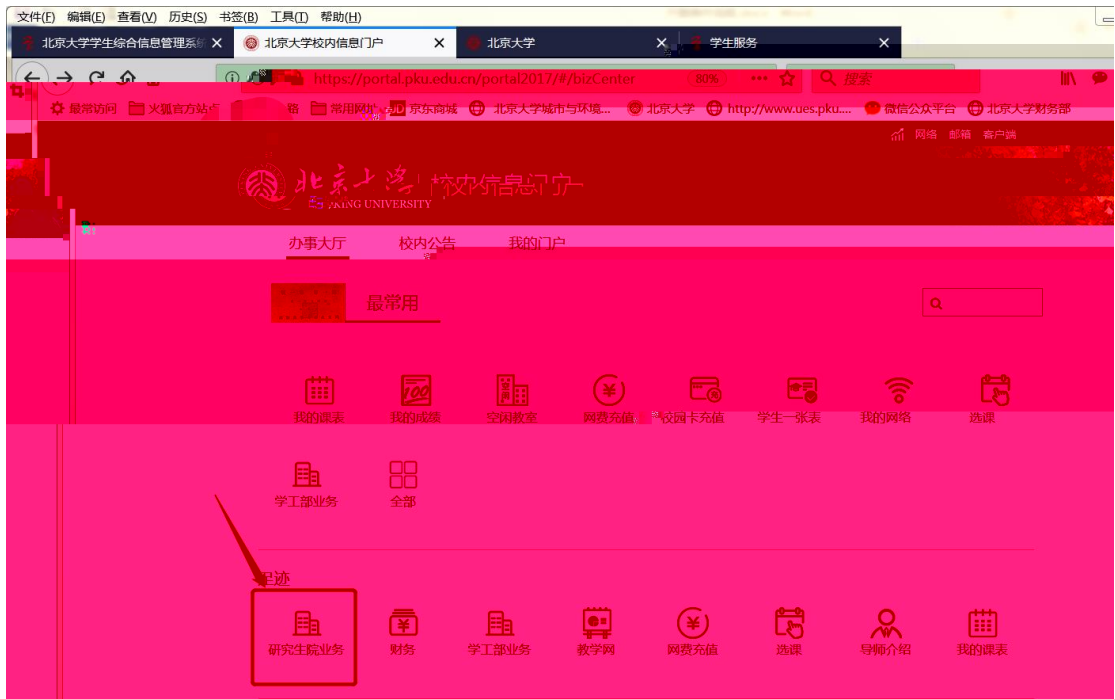 文件(F) 编辑(E) 查看(V) 历史(S) 书签(B) 工具(T) 帮助(H)
北京大学学生综合信息管理系统 北京大学校内信息门户 北京大学 学生服务
https://portal.pku.edu.cn/portal2017/#/bizCenter 80% 搜索
最常访问 火狐官方站点 常用网址 JD 京东商城 北京大学城市与环境... 北京大学 http://www.ues.pku.... 微信公众平台 北京大学财务部
网络 邮箱 客户端
北京大学 校内信息门户
UNIVERSITY
办事大厅 校内公告 我的门户
最常用
我的课表 我的成绩 空闲教室 网费充值 校园卡充值 学生一张表 我的网络 选课
学工部业务 全部
足迹
研究生院业务 财务 学工部业务 教学网 网费充值 选课 导师介绍 我的课表